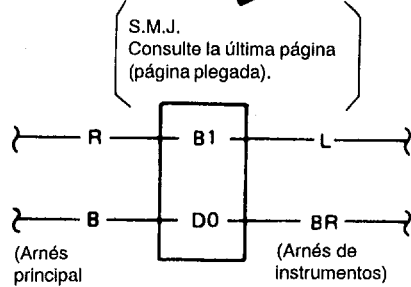 S.M.J.
Consulte la última página
(página plegada).
R B1 L
B D0 BR
(Arnés
principal
(Arnés de
instrumentos)